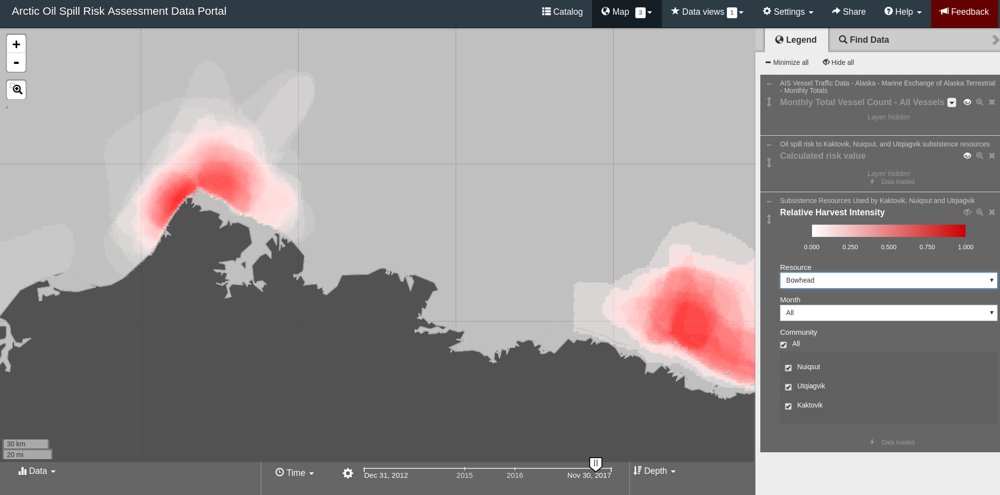 Arctic Oil Spill Risk Assessment Data Portal
Catalog
Map 3
Data views 1
Settings
Share
Help
Feedback
+
-
Legend
Find Data
Minimize all
Hide all
AIS Vessel Traffic Data - Alaska - Marine Exchange of Alaska Terrestrial
- Monthly Totals
Monthly Total Vessel Count - All Vessels
Layer hidden
Oil spill risk to Kaktovik, Nuiqsut, and Utqiagvik subsistence resources
Calculated risk value
Layer hidden
Data loaded
Subsistence Resources Used by Kaktovik, Nuiqsut and Utqiaġvik
Relative Harvest Intensity
0.000 0.250 0.500 0.750 1.000
Resource
Bowhead
Month
All
Community
All
Nuiqsut
Utqiagvik
Kaktovik
Data loaded
30 km
20 mi
Data
Time
Dec 31, 2012 2015 2016 Nov 30, 2017
Depth